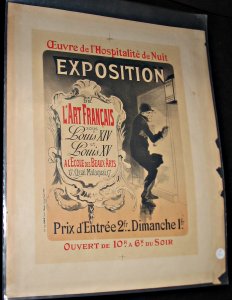 Œuvre de l'Hospitalité de Nuit
EXPOSITION
DE
L'ART FRANÇAIS
SOUS
Louis XIV
ET
Louis XV
A L'ECOLE DES BEAUX ARTS
Quai Malaquais
Prix d'Entrée 2fr. Dimanche 1f.
OUVERT DE 10H. A 6H. DU SOIR